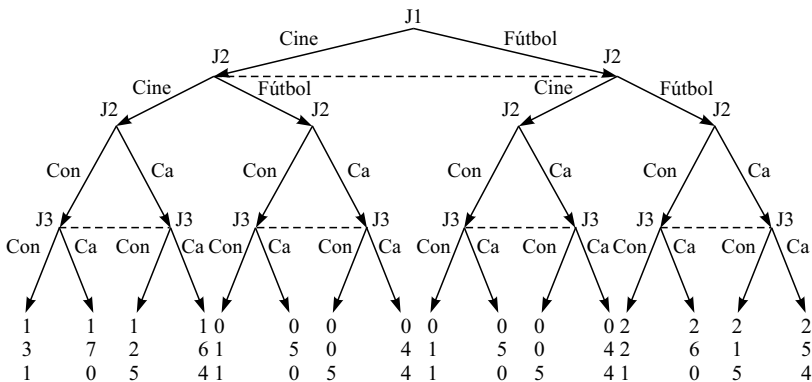 J1
Cine Fútbol
J2 J2
Cine Fútbol Cine Fútbol
J2 J2 J2 J2
Con Ca Con Ca Con Ca Con Ca
J3 J3 J3 J3 J3 J3 J3 J3
Con Ca Con Ca Con Ca Con Ca Con Ca Con Ca Con Ca Con Ca
1 1 1 1 0 0 0 0 0 0 0 0 2 2 2 2
3 7 2 6 1 5 0 4 1 5 0 4 2 6 1 5
1 0 5 4 1 0 5 4 1 0 5 4 1 0 5 4